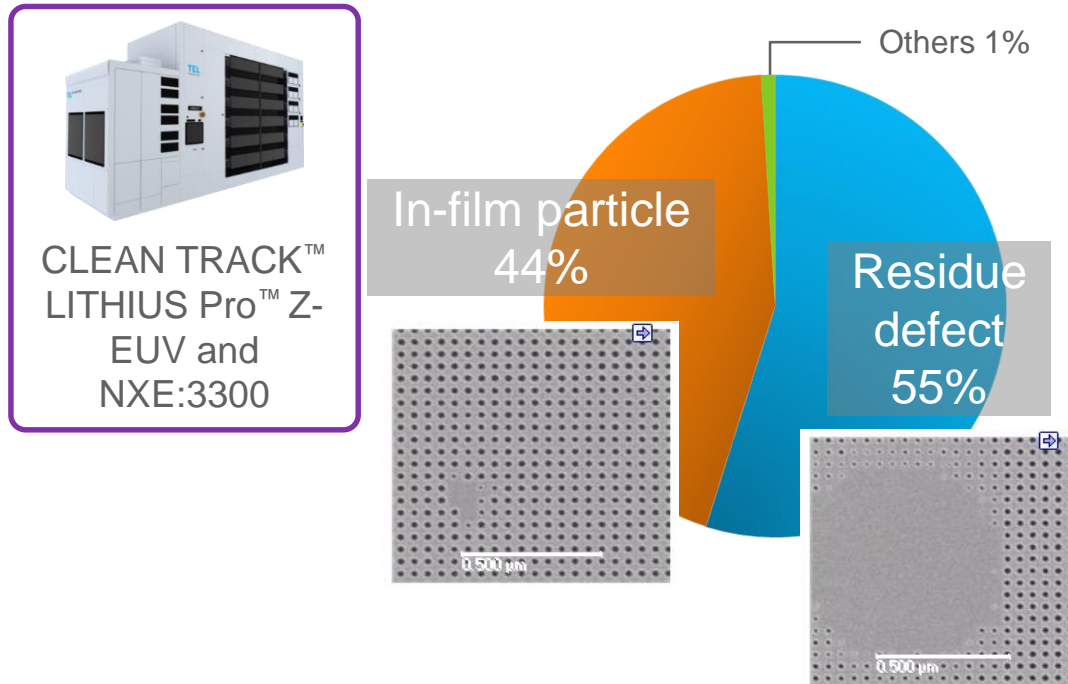 TEL
CLEAN TRACK™
LITHIUS Pro™ Z-
EUV and
NXE:3300
Others 1%
In-film particle
44%
Residue
defect
55%
0.500 μm
0.500 μm